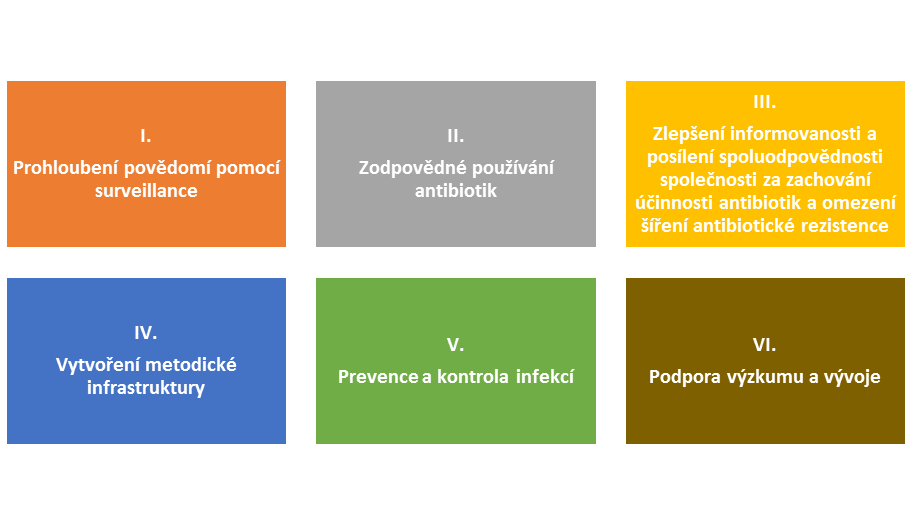 I.
Prohloubení povědomí pomocí
surveillance
II.
Zodpovědné používání
antibiotik
III.
Zlepšení informovanosti a
posílení spoluodpovědnosti
společnosti za zachování
účinnosti antibiotik a omezení
šíření antibiotické rezistence
IV.
Vytvoření metodické
infrastruktury
V.
Prevence a kontrola infekcí
VI.
Podpora výzkumu a vývoje